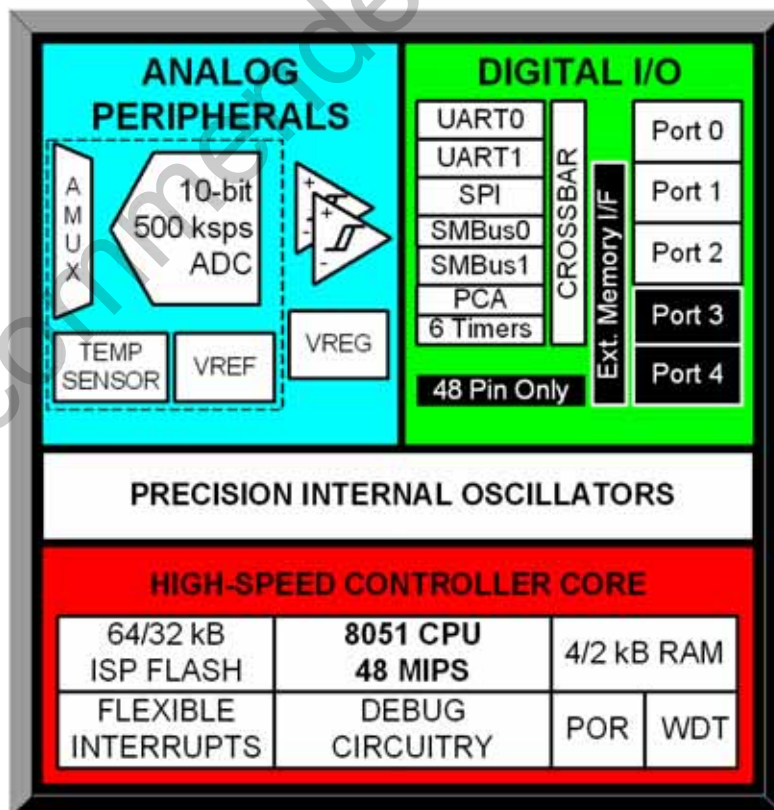 ANALOG
PERIPHERALS
AMUX
10-bit
500 ksps
ADC
+
-
+
-
TEMP
SENSOR
VREF
VREG
DIGITAL I/O
UART0
UART1
SPI
SMBus0
SMBus1
PCA
6 Timers
CROSSBAR
Ext. Memory I/F
Port 0
Port 1
Port 2
Port 3
Port 4
48 Pin Only
PRECISION INTERNAL OSCILLATORS
HIGH-SPEED CONTROLLER CORE
64/32 kB
ISP FLASH
8051 CPU
48 MIPS
4/2 kB RAM
FLEXIBLE
INTERRUPTS
DEBUG
CIRCUITRY
POR
WDT